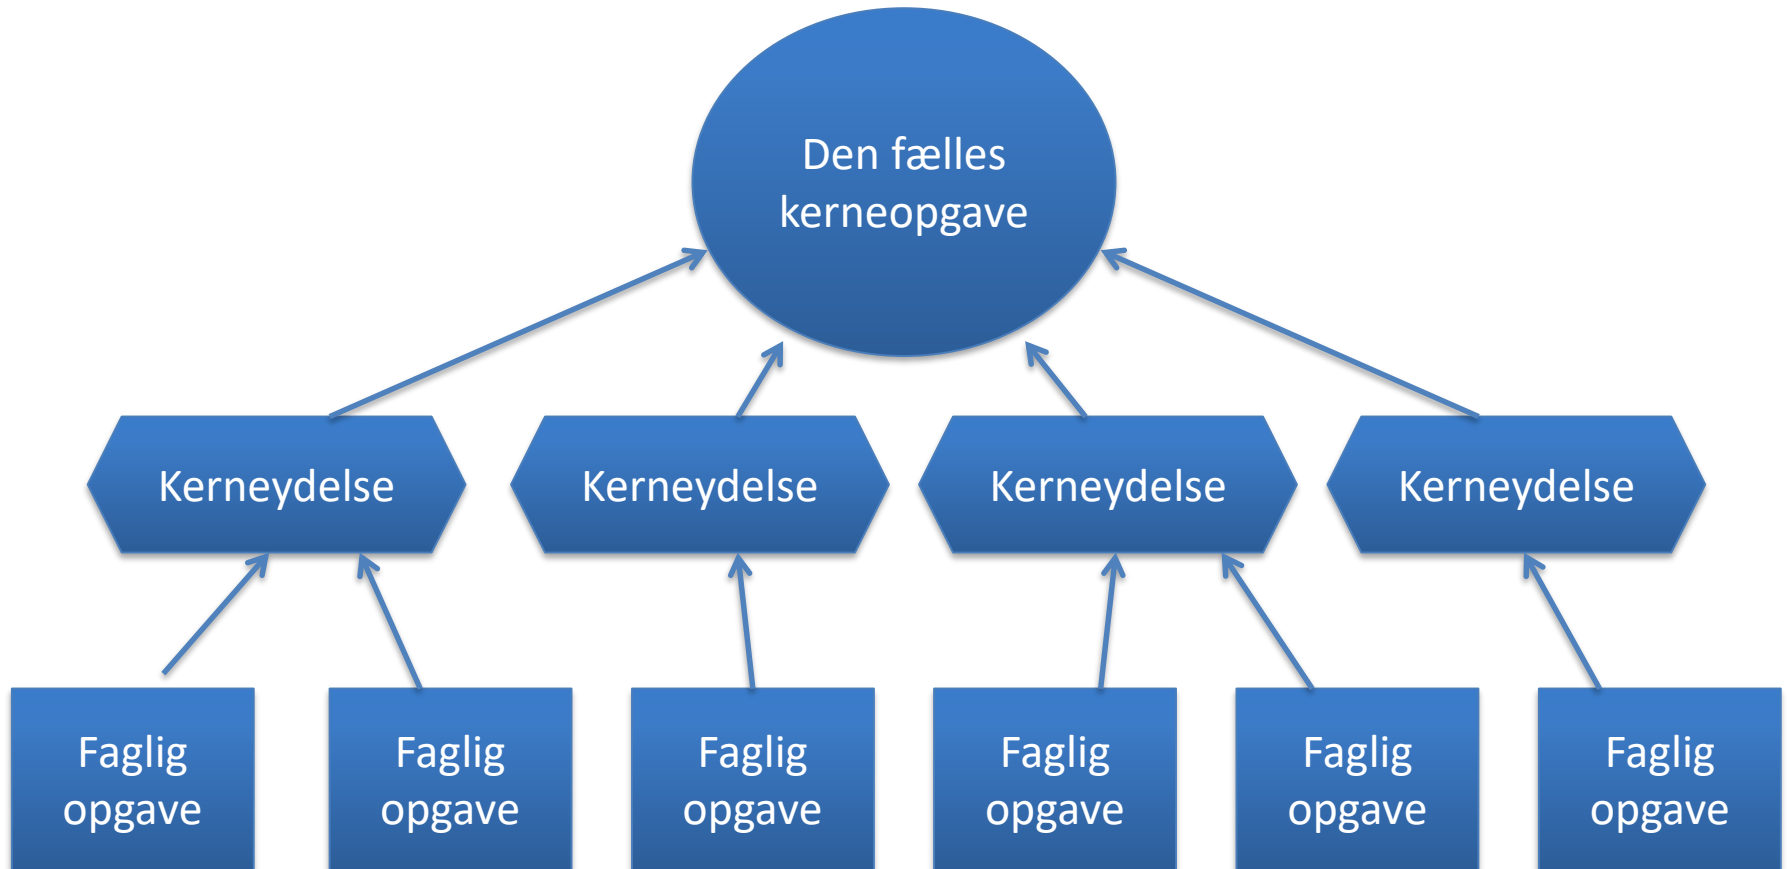 Den fælles
kerneopgave
Kerneydelse
Kerneydelse
Kerneydelse
Kerneydelse
Faglig
opgave
Faglig
opgave
Faglig
opgave
Faglig
opgave
Faglig
opgave
Faglig
opgave